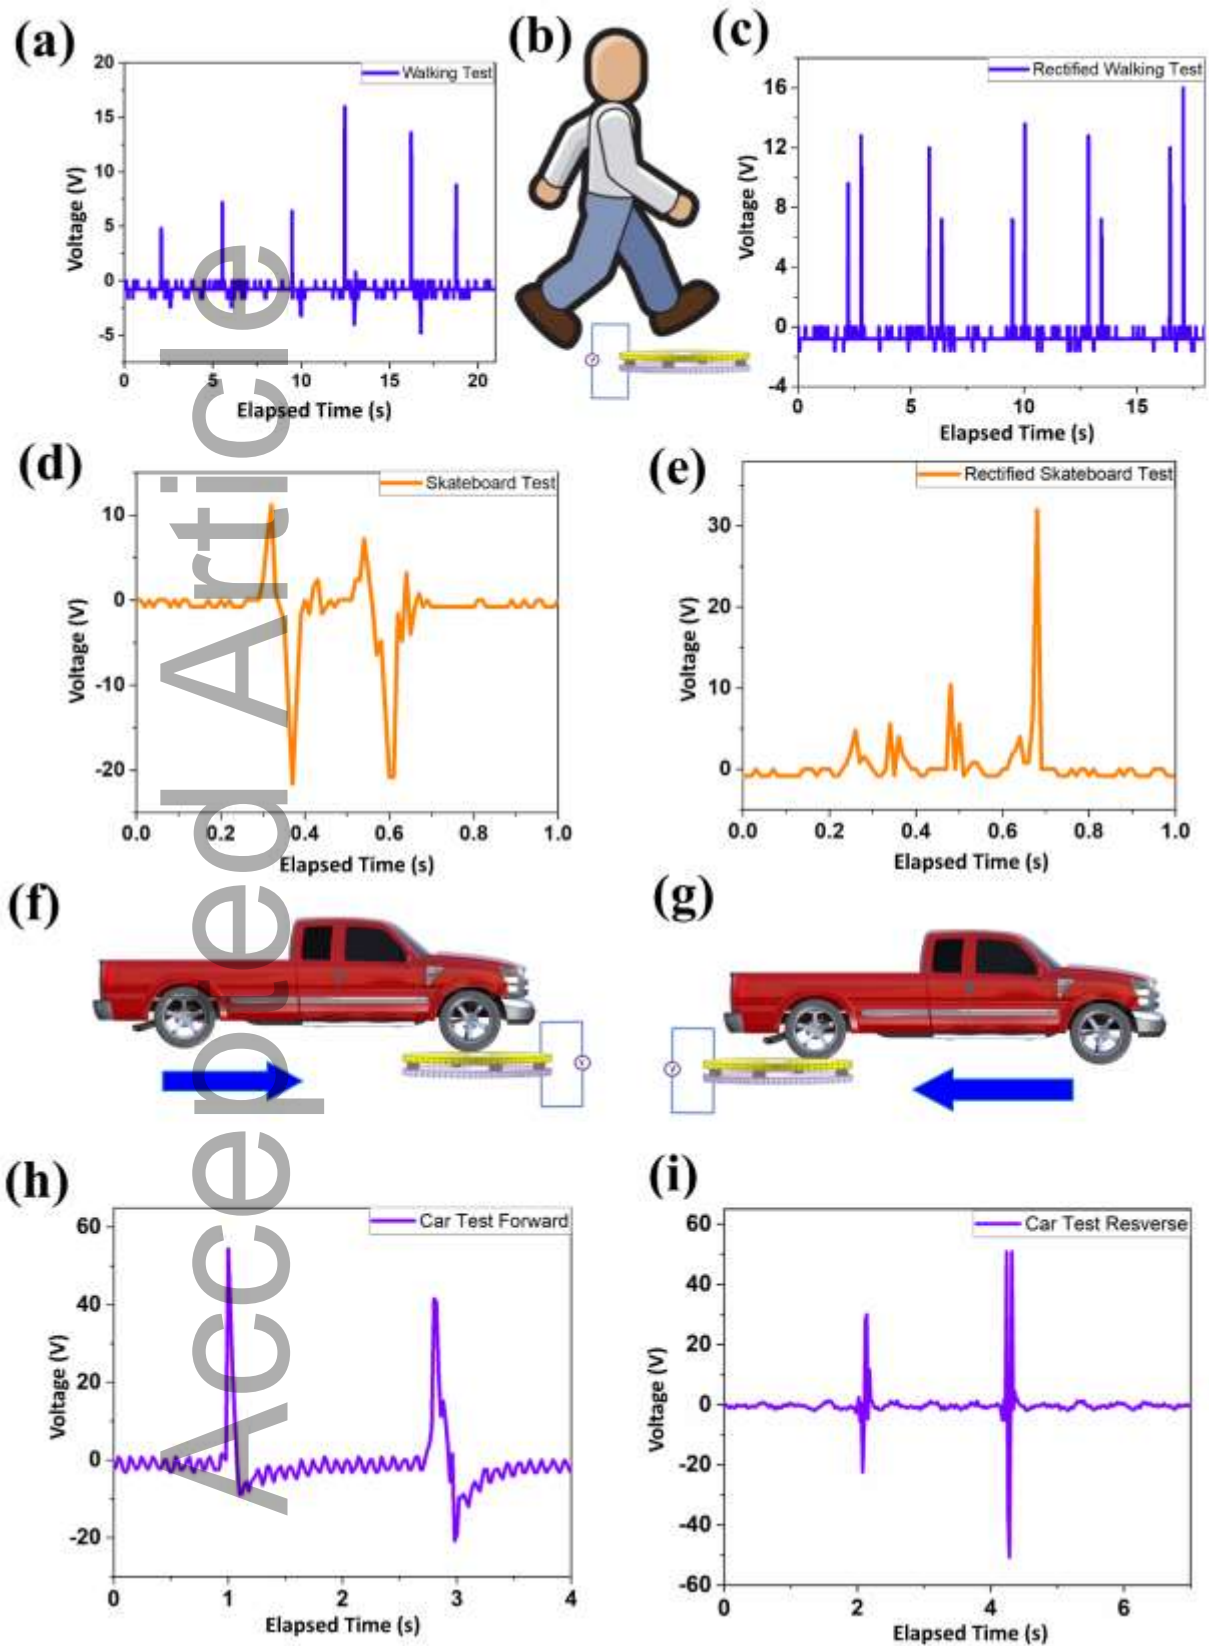 (a)
Walking Test
20
15
10
5
0
-5
Voltage (V)
0 5 10 15 20
Elapsed Time (s)
(b)
V
(c)
Rectified Walking Test
16
12
8
4
0
-4
Voltage (V)
0 5 10 15
Elapsed Time (s)
(d)
Skateboard Test
10
0
-10
-20
Voltage (V)
0.0 0.2 0.4 0.6 0.8 1.0
Elapsed Time (s)
(e)
Rectified Skateboard Test
30
20
10
0
Voltage (V)
0.0 0.2 0.4 0.6 0.8 1.0
Elapsed Time (s)
(f)
V
(g)
V
(h)
Car Test Forward
60
40
20
0
-20
Voltage (V)
0 1 2 3 4
Elapsed Time (s)
(i)
Car Test Resverse
60
40
20
0
-20
-40
-60
Voltage (V)
0 2 4 6
Elapsed Time (s)
Accepted Article